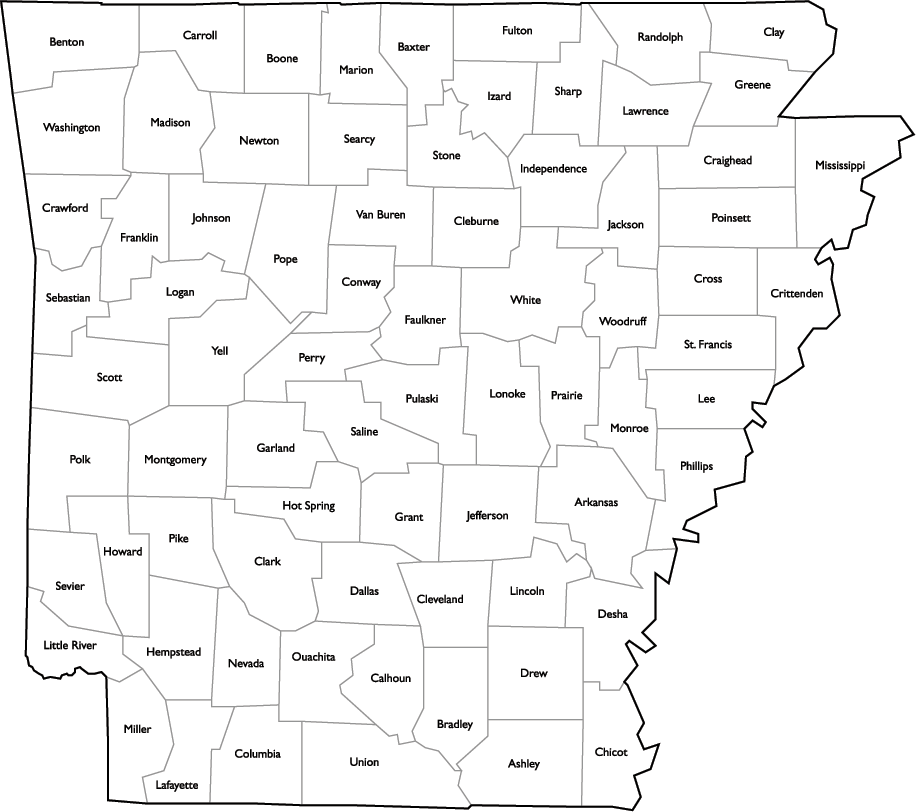 Benton
Carroll
Boone
Marion
Baxter
Fulton
Randolph
Clay
Izard
Sharp
Lawrence
Greene
Washington
Madison
Newton
Searcy
Stone
Independence
Craighead
Mississippi
Crawford
Franklin
Johnson
Pope
Van Buren
Cleburne
Jackson
Poinsett
Sebastian
Logan
Conway
Faulkner
White
Woodruff
Cross
Crittenden
Scott
Yell
Perry
Pulaski
Lonoke
Prairie
St. Francis
Lee
Monroe
Polk
Montgomery
Garland
Saline
Phillips
Hot Spring
Grant
Jefferson
Arkansas
Howard
Pike
Clark
Sevier
Dallas
Cleveland
Lincoln
Desha
Little River
Hempstead
Nevada
Ouachita
Calhoun
Drew
Miller
Bradley
Lafayette
Columbia
Union
Ashley
Chicot